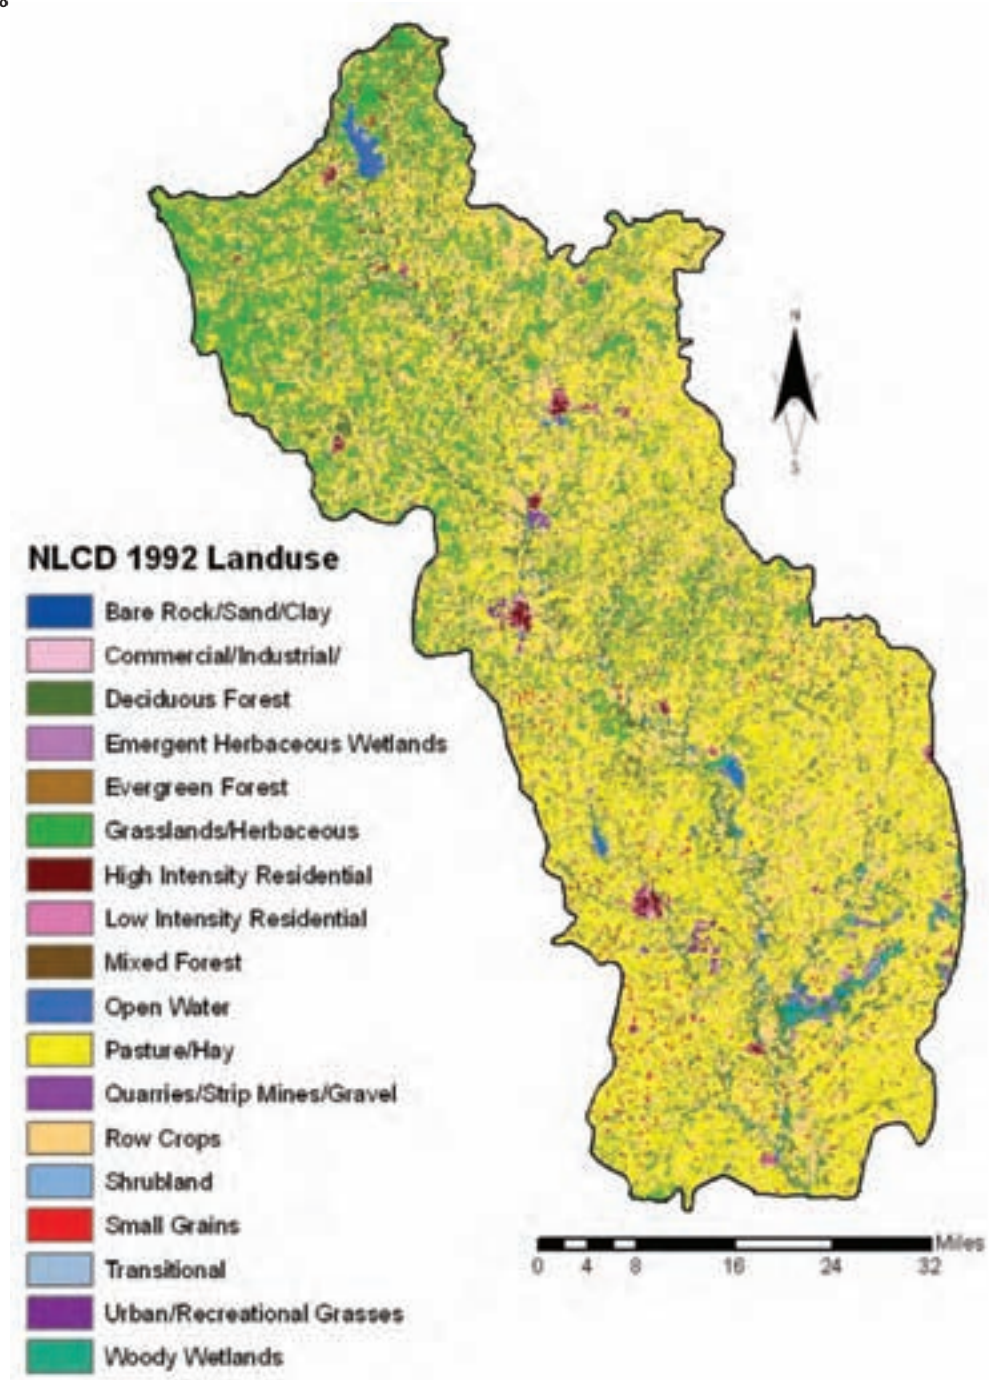 N
S
NLCD 1992 Landuse
Bare Rock/Sand/Clay
Commercial/Industrial/
Deciduous Forest
Emergent Herbaceous Wetlands
Evergreen Forest
Grasslands/Herbaceous
High Intensity Residential
Low Intensity Residential
Mixed Forest
Open Water
Pasture/Hay
Quarries/Strip Mines/Gravel
Row Crops
Shrubland
Small Grains
Transitional
Urban/Recreational Grasses
Woody Wetlands
Miles
0 4 8 16 24 32